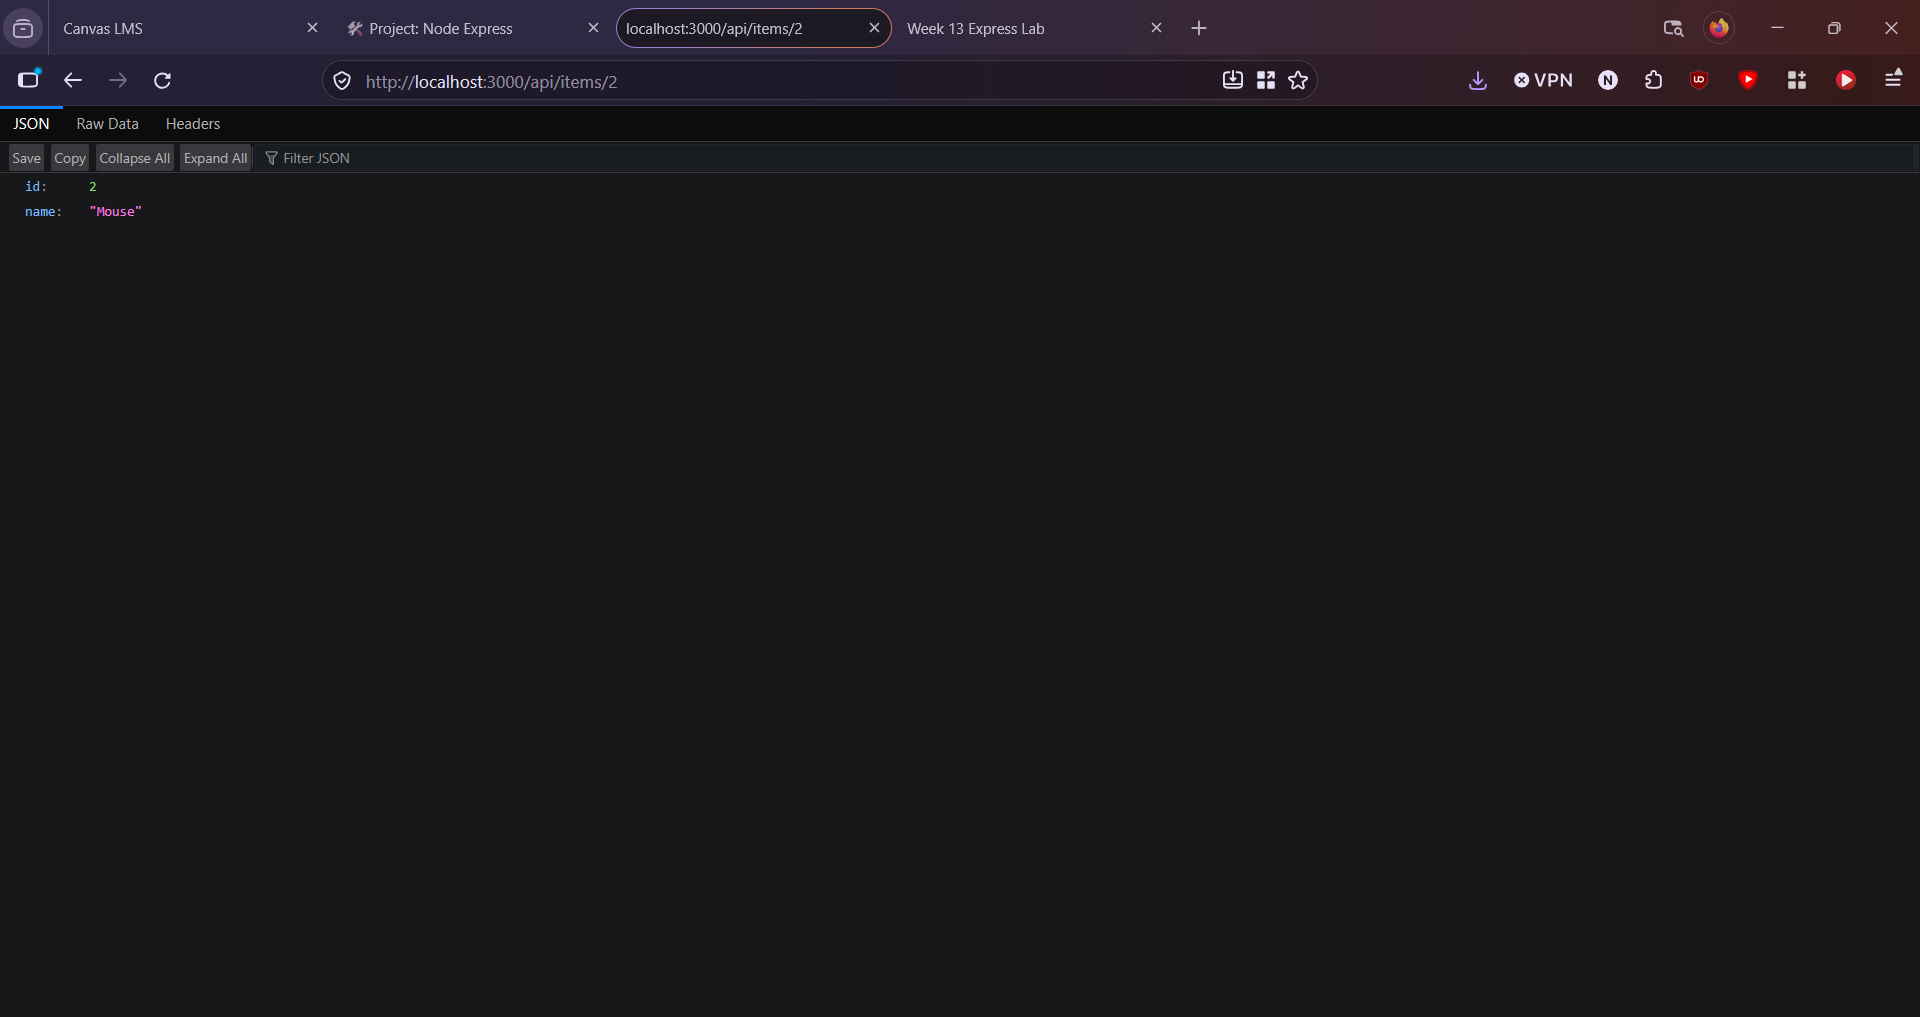 Canvas LMS
🛠 Project: Node Express
localhost:3000/api/items/2
Week 13 Express Lab
http://localhost:3000/api/items/2
VPN
N
JSON Raw Data Headers
Save Copy Collapse All Expand All Filter JSON
id: 2
name: "Mouse"